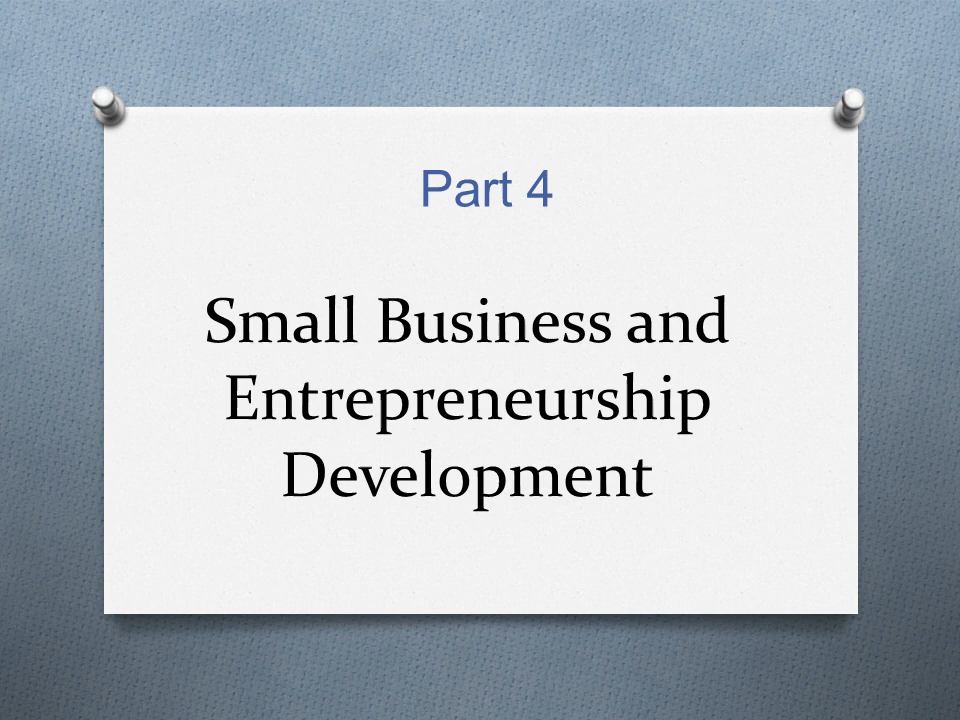 Part 4
Small Business and
Entrepreneurship
Development